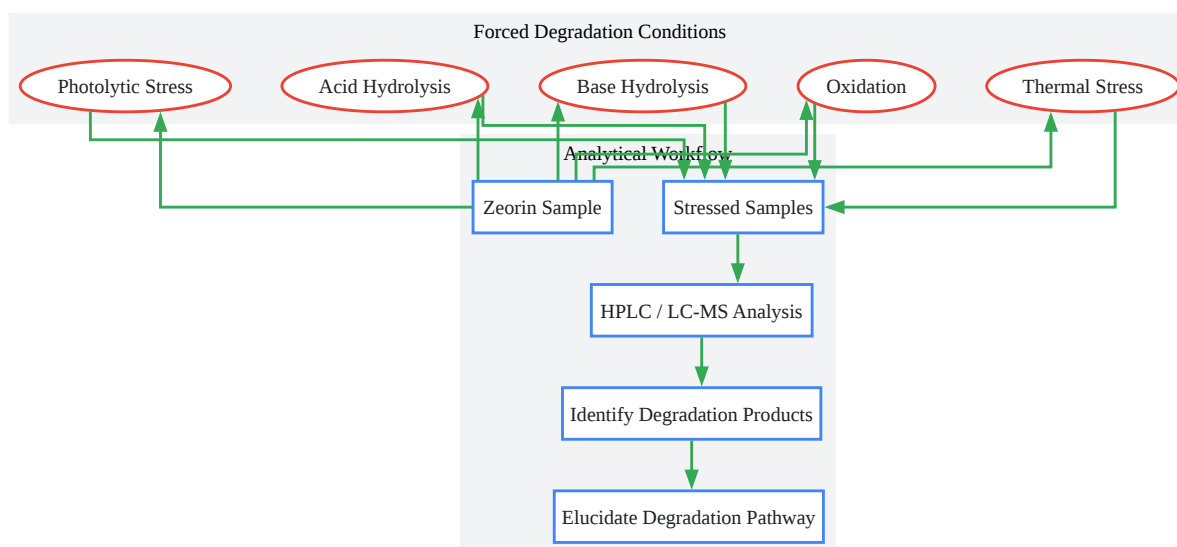 Forced Degradation Conditions
Photolytic Stress
Acid Hydrolysis
Base Hydrolysis
Oxidation
Thermal Stress
Analytical Workflow
Zeorin Sample
Stressed Samples
HPLC / LC-MS Analysis
Identify Degradation Products
Elucidate Degradation Pathway